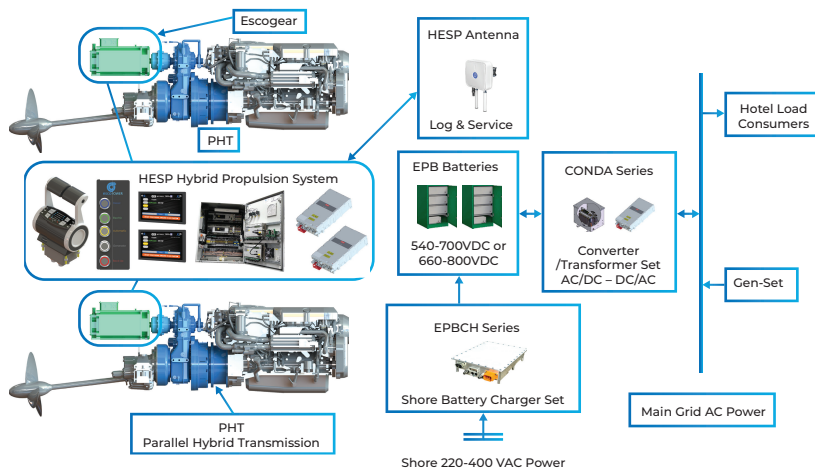 Escogear
PHT
HESP Antenna
Log & Service
Hotel Load
Consumers
HESP Hybrid Propulsion System
EPB Batteries
540-700VDC or
660-800VDC
CONDA Series
Converter
/Transformer Set
AC/DC – DC/AC
Gen-Set
EPBCH Series
Shore Battery Charger Set
PHT
Parallel Hybrid Transmission
Main Grid AC Power
Shore 220-400 VAC Power